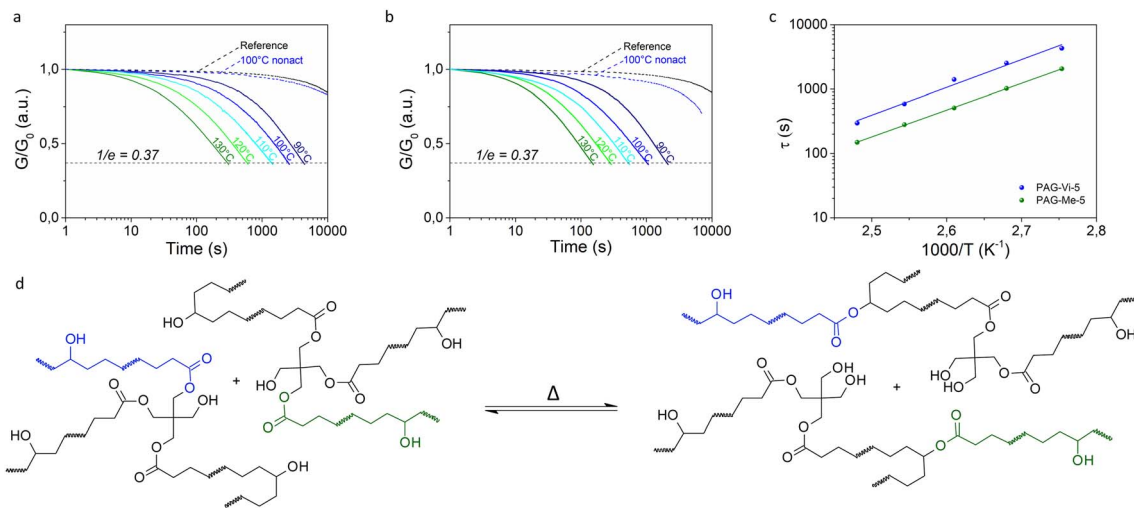 a
Reference
100°C nonact
1,0
0,5
0,0
G/G0 (a.u.)
1/e = 0.37
130°C
120°C
110°C
100°C
90°C
1
10
100
1000
10000
Time (s)
b
Reference
100°C nonact
1,0
0,5
0,0
G/G0 (a.u.)
1/e = 0.37
130°C
120°C
110°C
100°C
90°C
1
10
100
1000
10000
Time (s)
c
10000
1000
100
10
τ (s)
PAG-Vi-5
PAG-Me-5
2,5
2,6
2,7
2,8
1000/T (K-1)
d
HO
O
O
O
OH
OH
O
O
+
HO
O
O
O
O
O
OH
O
OH
O
O
OH
O
O
OH
Δ
OH
O
O
O
O
OH
O
HO
O
O
HO
OH
O
O
+
OH
O
O
O
O
OH